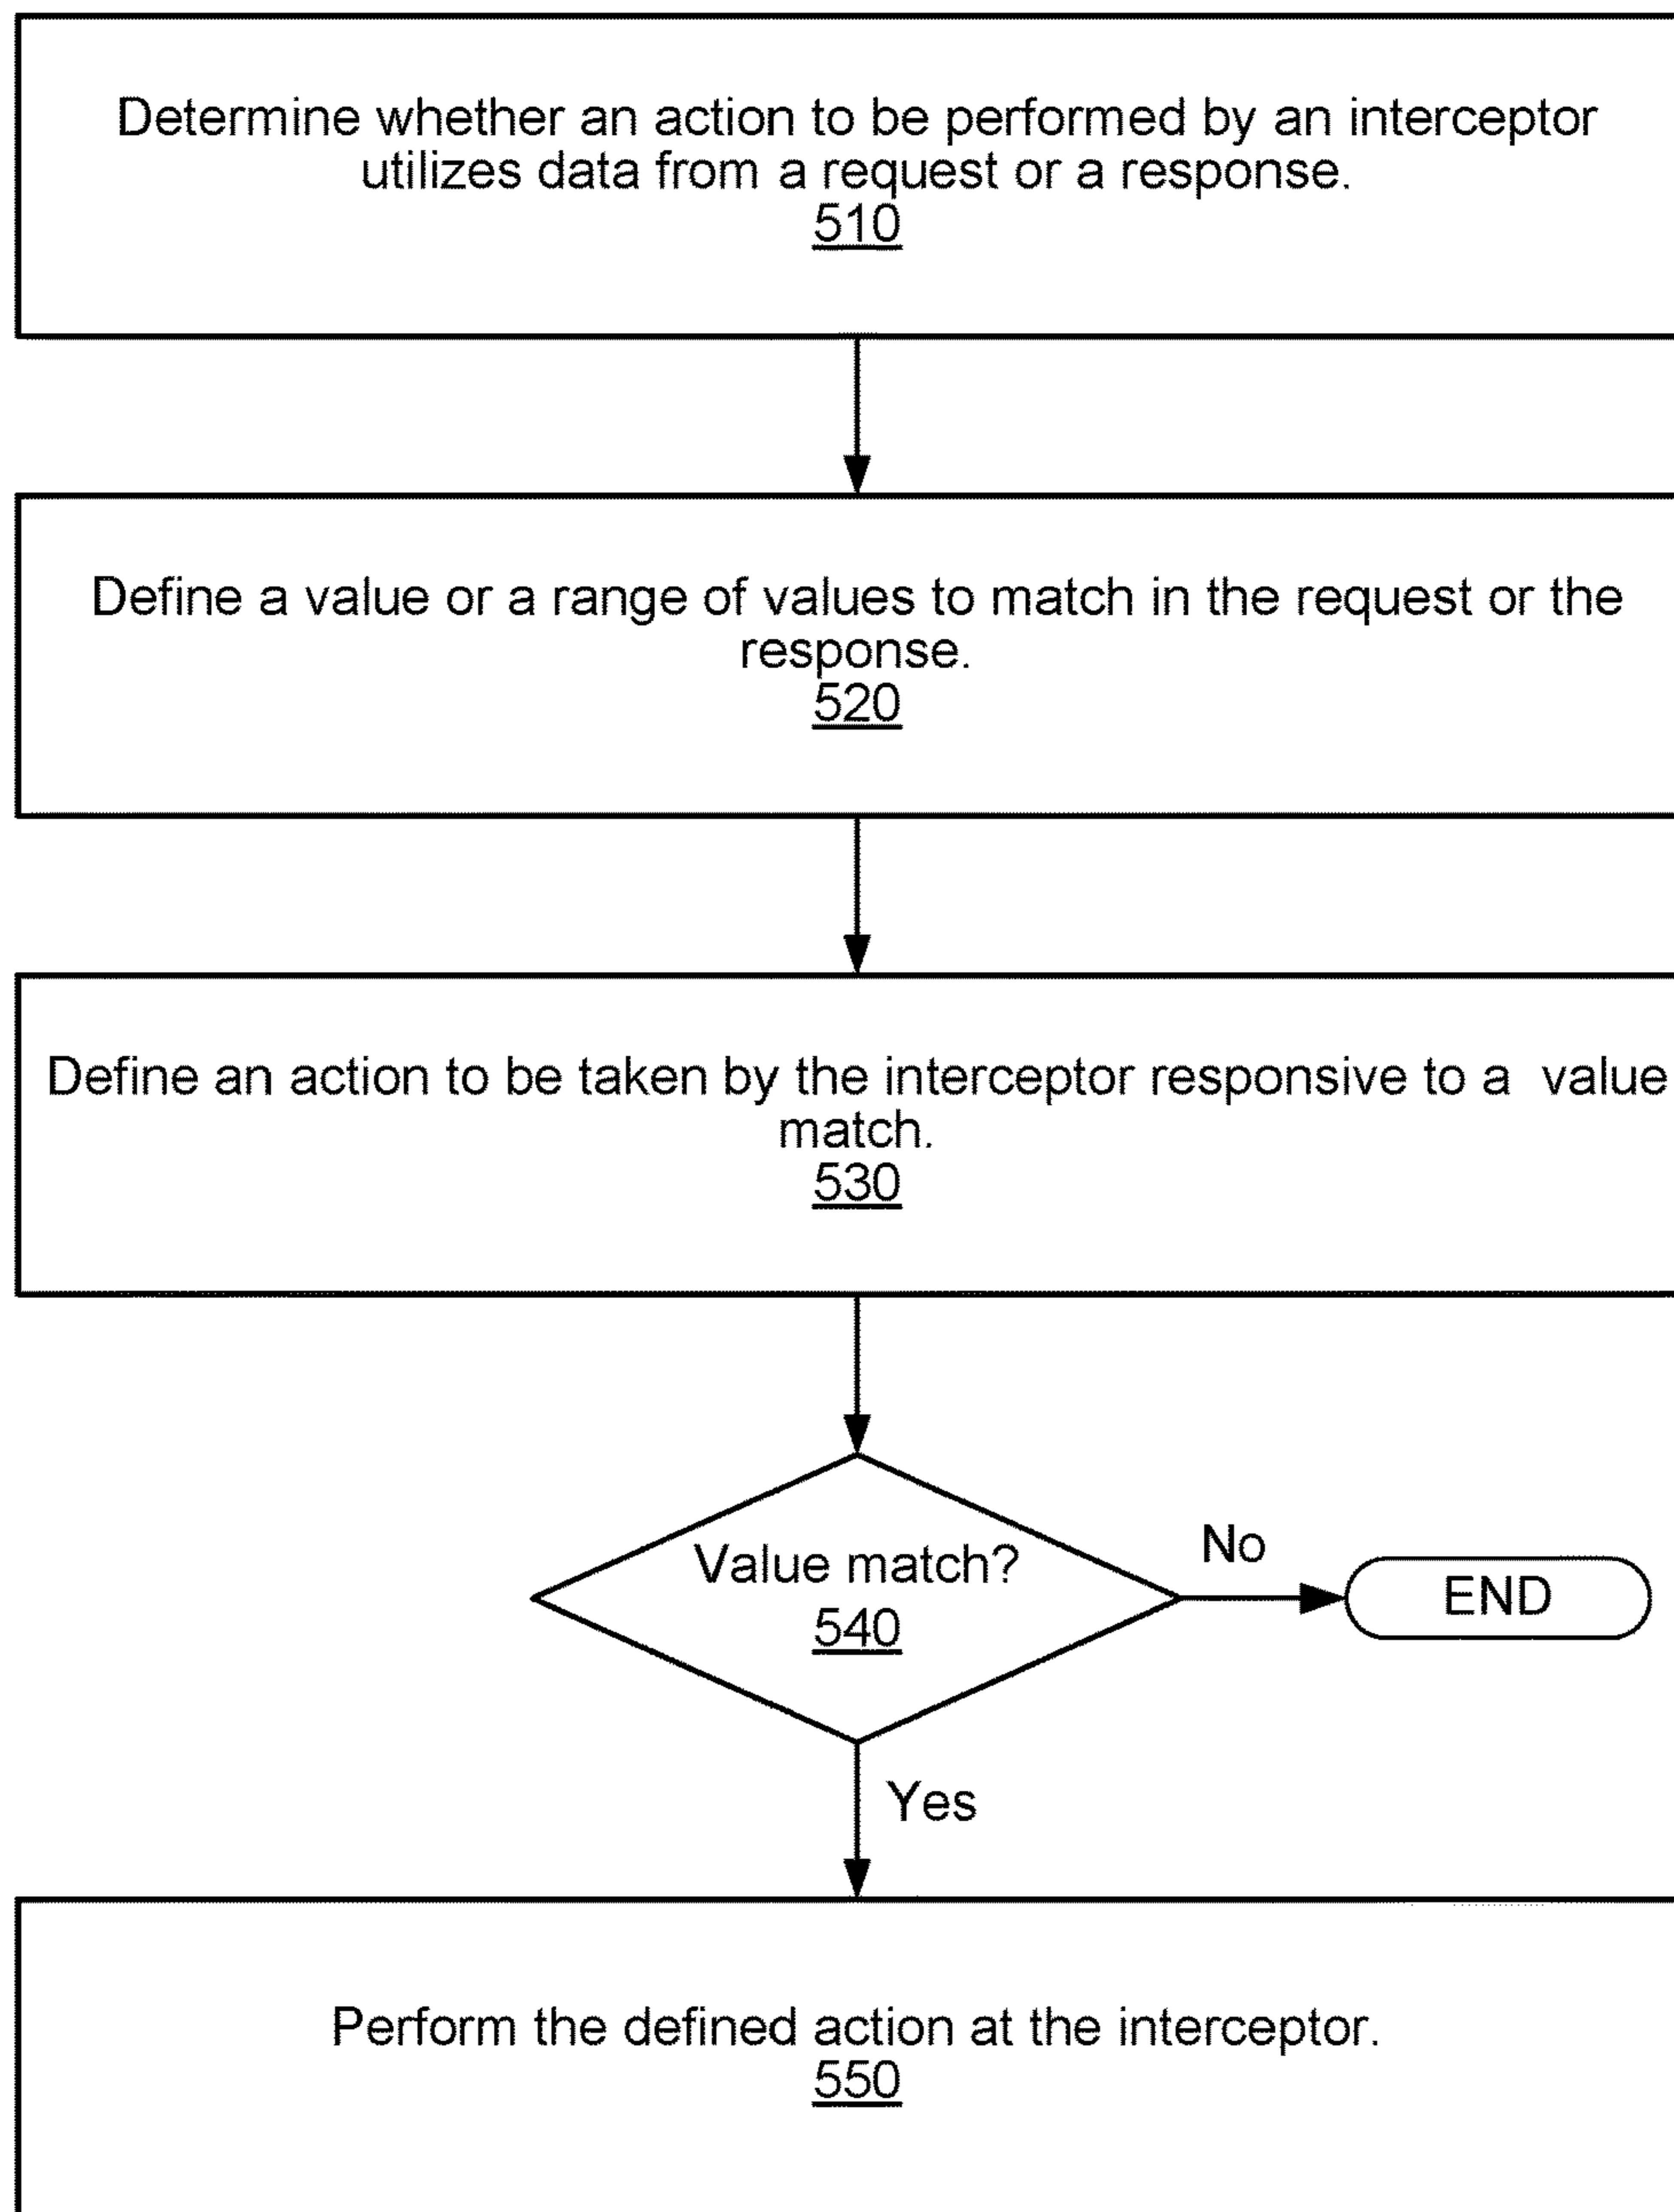 Determine whether an action to be performed by an interceptor
utilizes data from a request or a response.
510
Define a value or a range of values to match in the request or the
response.
520
Define an action to be taken by the interceptor responsive to a value
match.
530
Value match?
540
No
END
Yes
Perform the defined action at the interceptor.
550